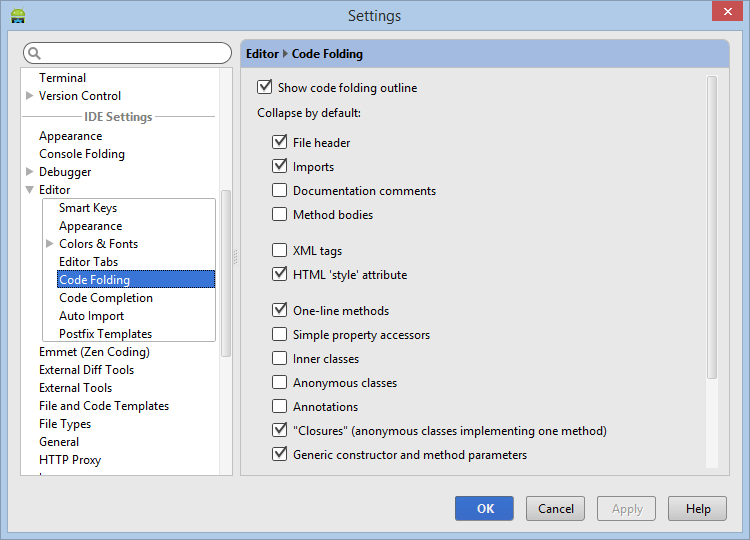 Settings
Terminal
Version Control
IDE Settings
Appearance
Console Folding
Debugger
Editor
Smart Keys
Appearance
Colors & Fonts
Editor Tabs
Code Folding
Code Completion
Auto Import
Postfix Templates
Emmet (Zen Coding)
External Diff Tools
External Tools
File and Code Templates
File Types
General
HTTP Proxy
Editor Code Folding
Show code folding outline
Collapse by default:
File header
Imports
Documentation comments
Method bodies
XML tags
HTML 'style' attribute
One-line methods
Simple property accessors
Inner classes
Anonymous classes
Annotations
"Closures" (anonymous classes implementing one method)
Generic constructor and method parameters
OK
Cancel
Apply
Help